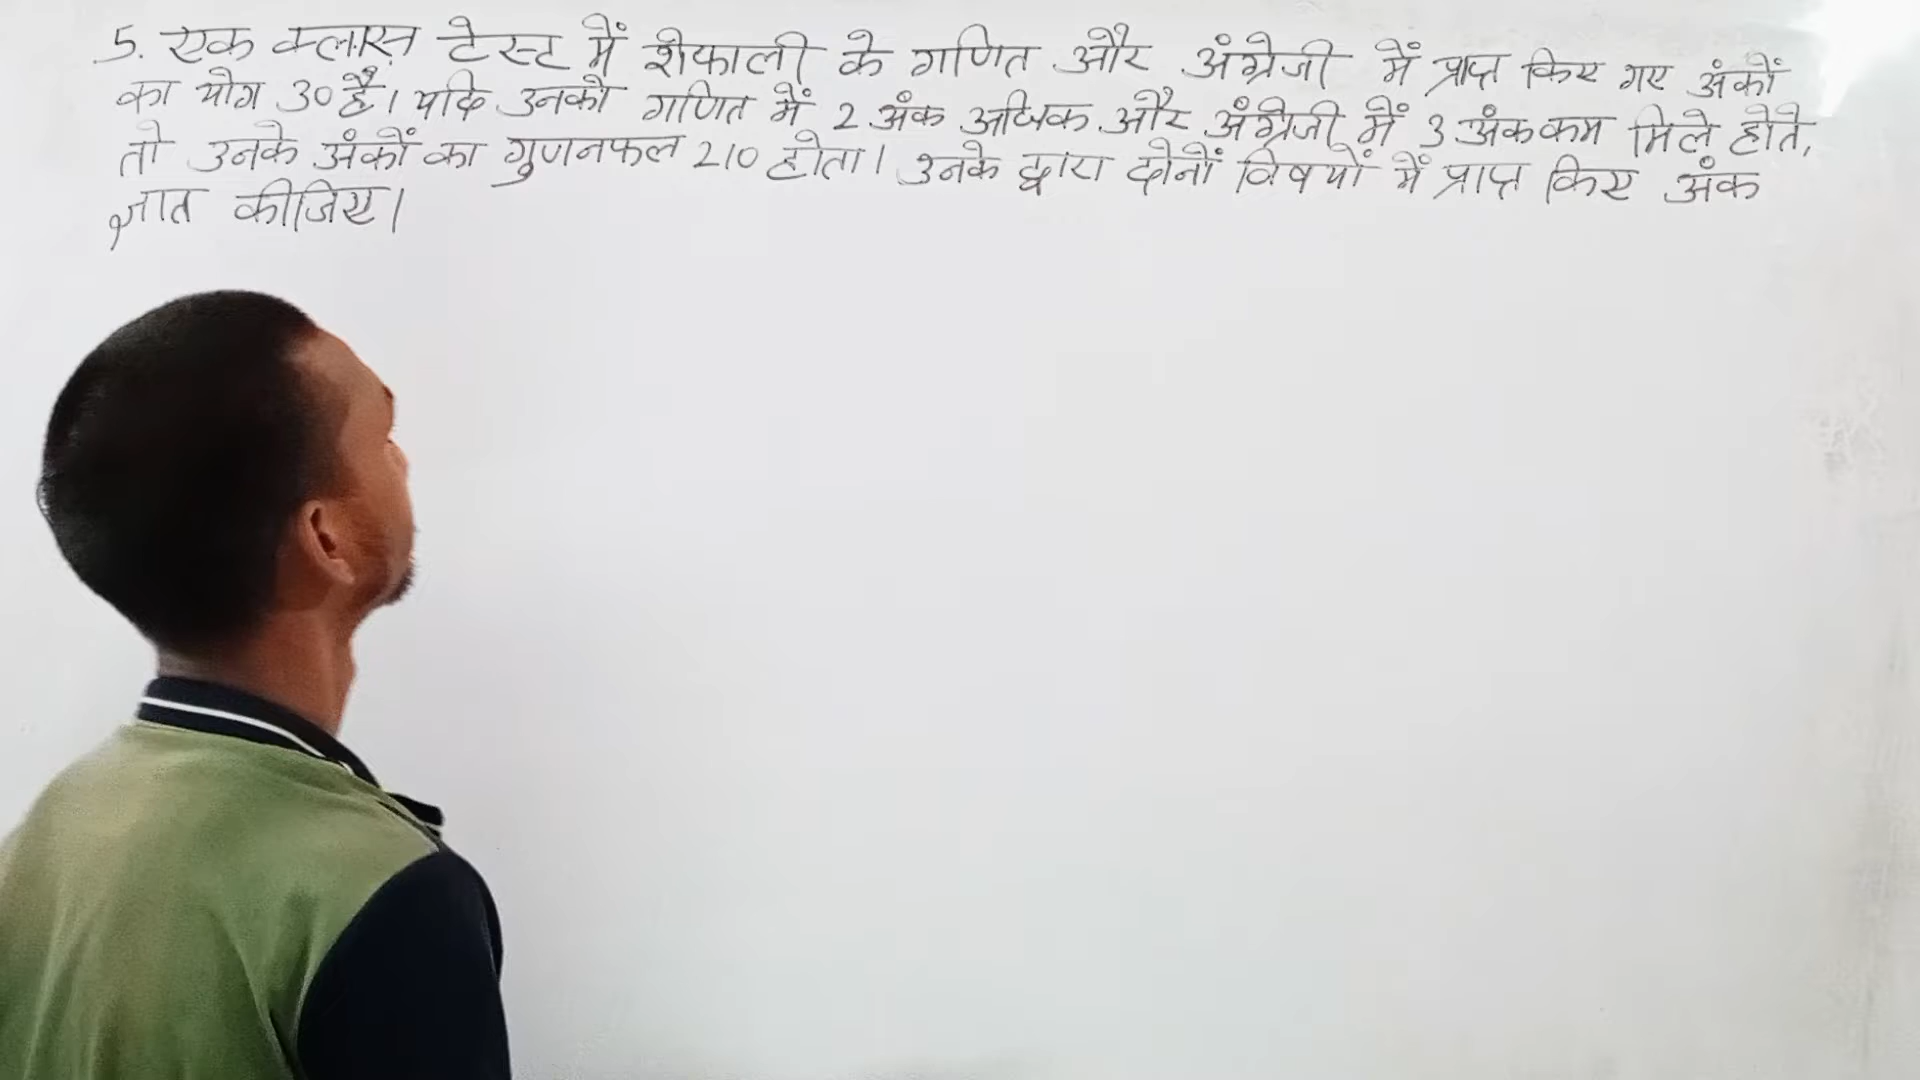 5. एक क्लास टेस्ट में शेफाली के गणित और अंग्रेजी में प्राप्त किए गए अंकों
का योग 30 है। यदि उनको गणित में 2 अंक अधिक और अंग्रेजी में 3 अंक कम मिले होते,
तो उनके अंकों का गुणनफल 210 होता। उनके द्वारा दोनों विषयों में प्राप्त किए अंक
ज्ञात कीजिए।